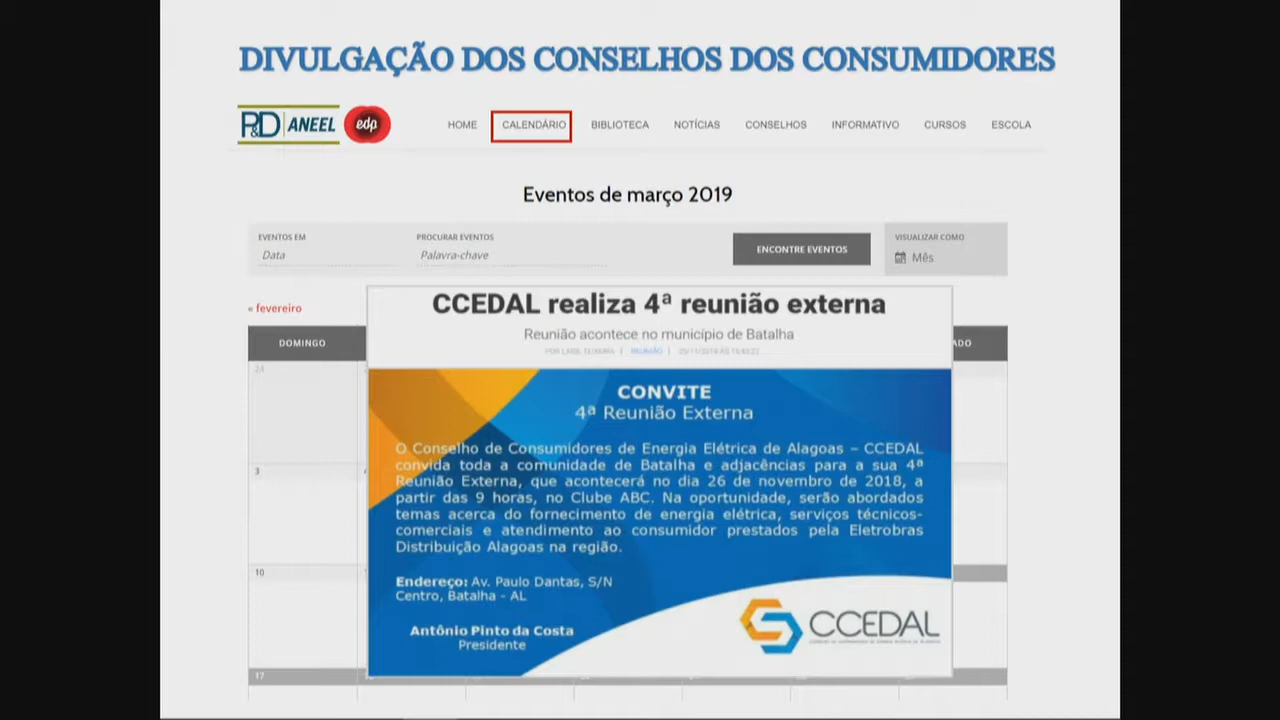 DIVULGAÇÃO DOS CONSELHOS DOS CONSUMIDORES
P&D ANEEL edp HOME CALENDÁRIO BIBLIOTECA NOTÍCIAS CONSELHOS INFORMATIVO CURSOS ESCOLA
Eventos de março 2019
EVENTOS EM PROCURAR EVENTOS VISUALIZAR COMO
Data Palavra-chave ENCONTRE EVENTOS Mês
« fevereiro
DOMINGO ADO
CCEDAL realiza 4ª reunião externa
Reunião acontece no município de Batalha
REUNIÃO
24
CONVITE
4ª Reunião Externa
O Conselho de Consumidores de Energia Elétrica de Alagoas – CCEDAL
convida toda a comunidade de Batalha e adjacências para a sua 4ª
Reunião Externa, que acontecerá no dia 26 de novembro de 2018, a
partir das 9 horas, no Clube ABC. Na oportunidade, serão abordados
temas acerca do fornecimento de energia elétrica, serviços técnicos-
comerciais e atendimento ao consumidor prestados pela Eletrobras
Distribuição Alagoas na região.
3
10
Endereço: Av. Paulo Dantas, S/N
Centro, Batalha - AL
Antônio Pinto da Costa
Presidente
CCEDAL
17